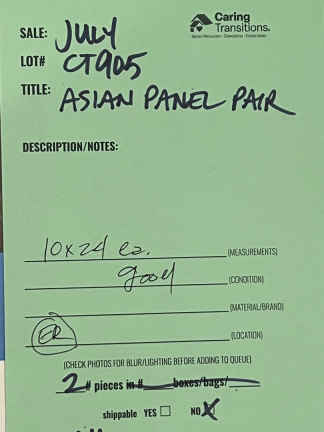 Caring
Transitions.
SALE: JULY
LOT# CT905
TITLE: ASIAN PANEL PAIR
DESCRIPTION/NOTES:
10x24 ea. (MEASUREMENTS)
good (CONDITION)
(MATERIAL/BRAND)
ER (LOCATION)
(CHECK PHOTOS FOR BLUR/LIGHTING BEFORE ADDING TO QUEUE)
2 # pieces in # boxes/bags/
shippable YES ☐ NO ☒